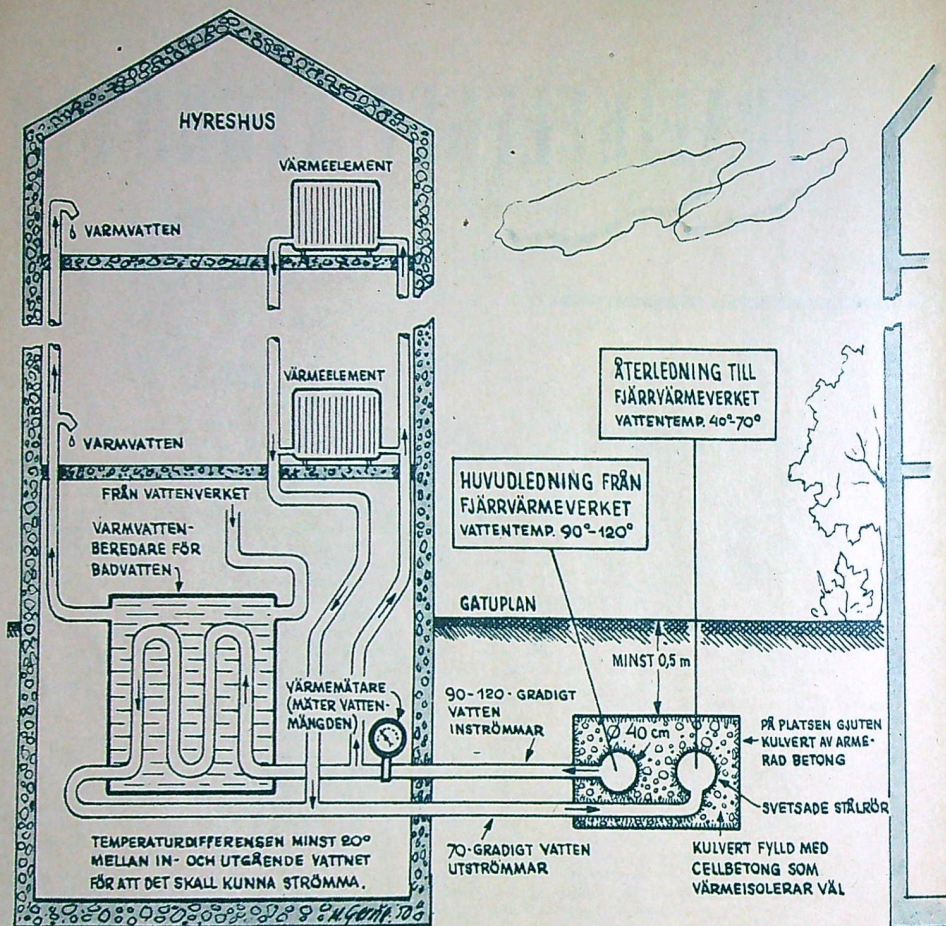 HYRESHUS
VÄRMEELEMENT
VARMVATTEN
VÄRMEELEMENT
VARMVATTEN
FRÅN VATTENVERKET
VARMVATTEN-
BEREDARE FÖR
BADVATTEN
ÅTERLEDNING TILL
FJÄRRVÄRMEVERKET
VATTENTEMP. 40°-70°
HUVUDLEDNING FRÅN
FJÄRRVÄRMEVERKET
VATTENTEMP. 90°-120°
GATUPLAN
MINST 0,5 m
VÄRMEMÄTARE
(MÄTER VATTEN-
MÄNGDEN)
90-120-GRADIGT
VATTEN
INSTRÖMMAR
Ø 40 cm
PÅ PLATSEN GJUTEN
KULVERT AV ARME-
RAD BETONG
SVETSADE STÅLRÖR
TEMPERATURDIFFERENSEN MINST 20°
MELLAN IN- OCH UTGÅENDE VATTNET
FÖR ATT DET SKALL KUNNA STRÖMMA.
70-GRADIGT VATTEN
UTSTRÖMMAR
KULVERT FYLLD MED
CELLBETONG SOM
VÄRMEISOLERAR VÄL